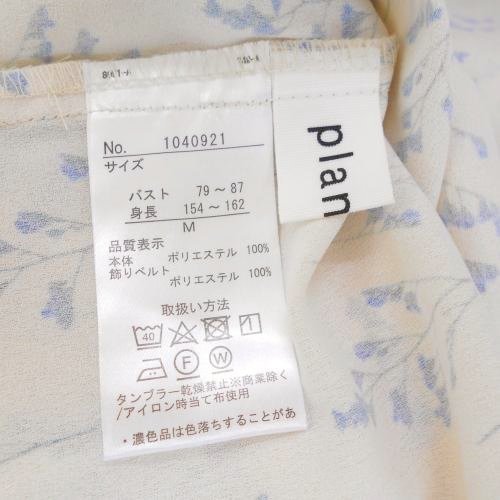 No. 1040921
サイズ
バスト 79～87
身長 154～162
M
品質表示
本体 ポリエステル 100%
飾りベルト
ポリエステル 100%
取扱い方法
40
F W
タンブラー乾燥禁止※商業除く
/アイロン時当て布使用
・濃色品は色落ちすることがあ
plan